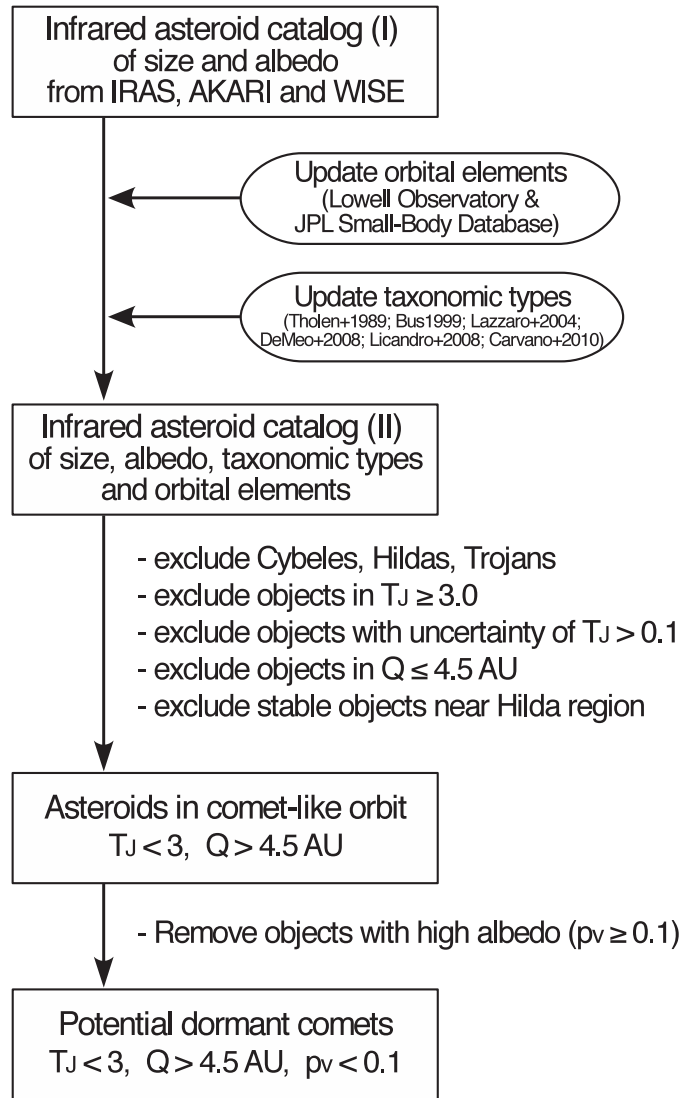 Infrared asteroid catalog (I)
of size and albedo
from IRAS, AKARI and WISE
Update orbital elements
(Lowell Observatory &
JPL Small-Body Database)
Update taxonomic types
(Tholen+1989; Bus1999; Lazzaro+2004;
DeMeo+2008; Licandro+2008; Carvano+2010)
Infrared asteroid catalog (II)
of size, albedo, taxonomic types
and orbital elements
- exclude Cybeles, Hildas, Trojans
- exclude objects in TJ ≥ 3.0
- exclude objects with uncertainty of TJ > 0.1
- exclude objects in Q ≤ 4.5 AU
- exclude stable objects near Hilda region
Asteroids in comet-like orbit
TJ < 3, Q > 4.5 AU
- Remove objects with high albedo (pv ≥ 0.1)
Potential dormant comets
TJ < 3, Q > 4.5 AU, pv < 0.1